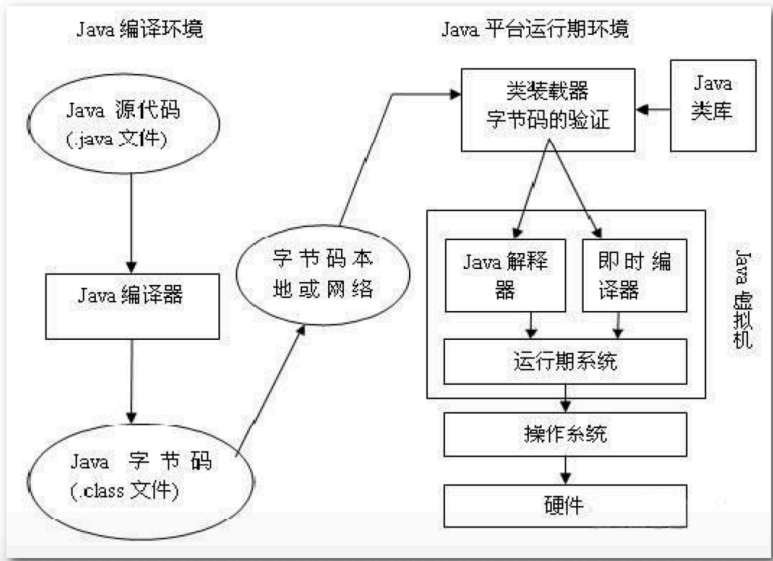 Java 编译环境
Java 源代码
(.java 文件)
Java 编译器
Java 字节码
(.class 文件)
字节码本
地或网络
Java 平台运行期环境
类装载器
字节码的验证
Java
类库
Java 解释
器
即时编
译器
运行期系统
Java 虚拟机
操作系统
硬件